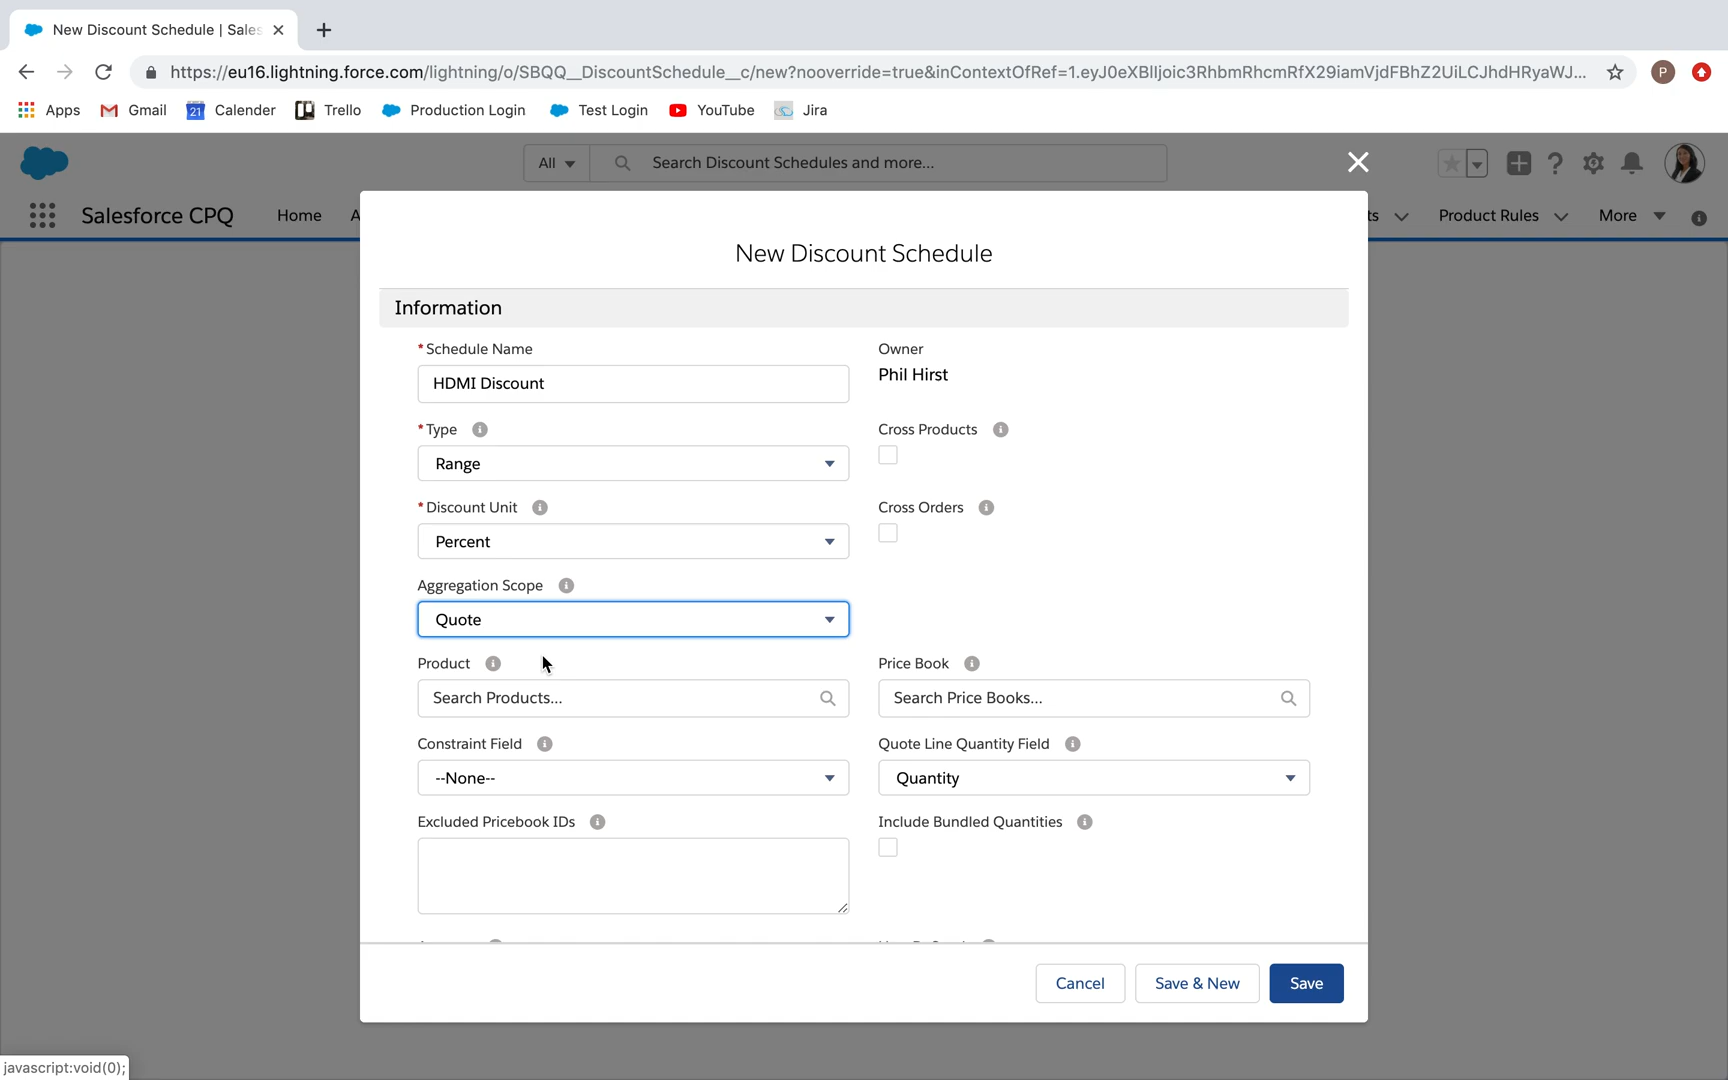 New Discount Schedule | Sales
https://eu16.lightning.force.com/lightning/o/SBQQ__DiscountSchedule__c/new?nooverride=true&inContextOfRef=1.eyJ0eXBlIjoic3RhbmRhcmRfX29iamVjdFBhZ2UiLCJhdHRyaWJ...
P
Apps Gmail 21 Calender Trello Production Login Test Login YouTube Jira
All Search Discount Schedules and more...
Salesforce CPQ Home A ts Product Rules More
New Discount Schedule
Information
*Schedule Name Owner
HDMI Discount Phil Hirst
*Type Cross Products
Range
*Discount Unit Cross Orders
Percent
Aggregation Scope
Quote
Product Price Book
Search Products... Search Price Books...
Constraint Field Quote Line Quantity Field
--None-- Quantity
Excluded Pricebook IDs Include Bundled Quantities
Cancel Save & New Save
javascript:void(0);